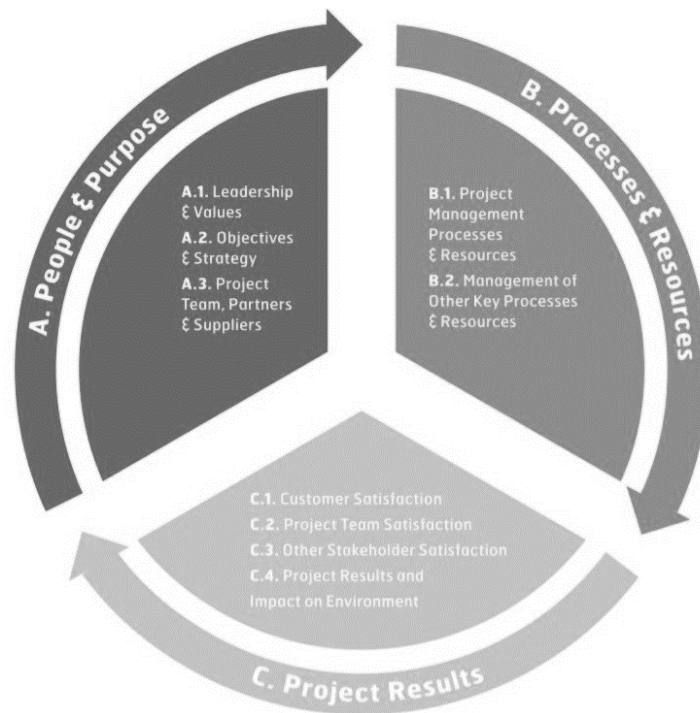 A. People & Purpose
A.1. Leadership
& Values
A.2. Objectives
& Strategy
A.3. Project
Team, Partners
& Suppliers
B. Processes & Resources
B.1. Project
Management
Processes
& Resources
B.2. Management of
Other Key Processes
& Resources
C.1. Customer Satisfaction
C.2. Project Team Satisfaction
C.3. Other Stakeholder Satisfaction
C.4. Project Results and
Impact on Environment
C. Project Results